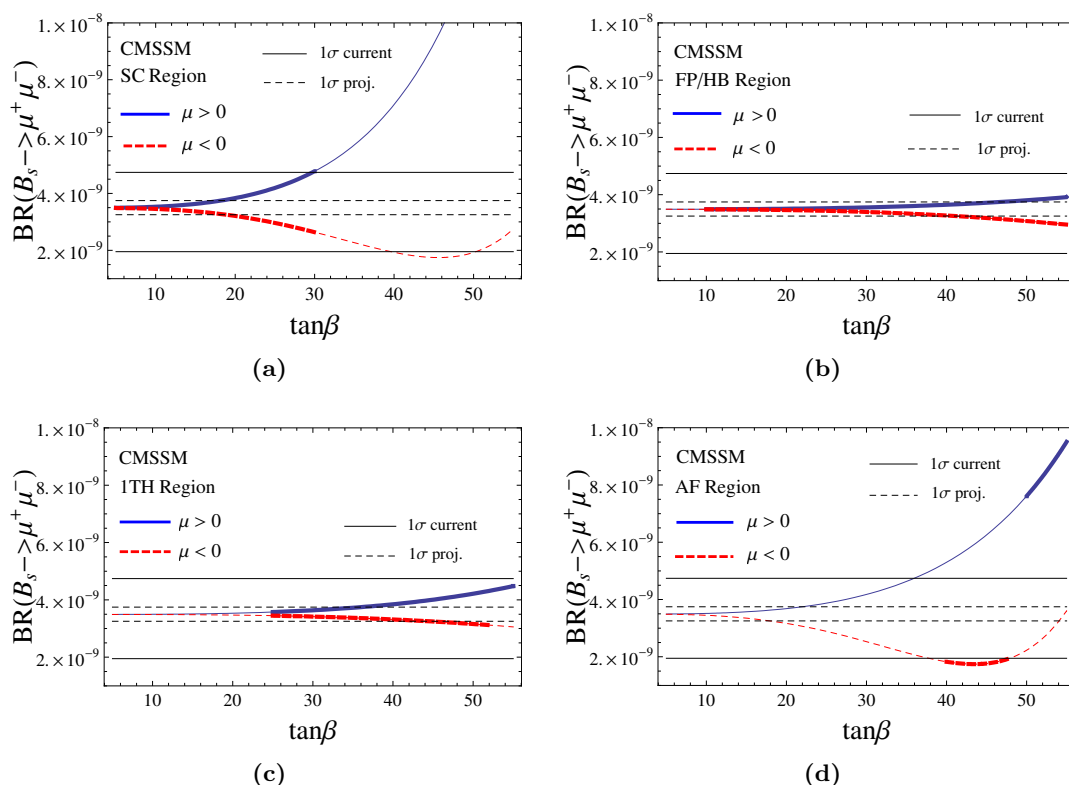 1.×10⁻⁸
8.×10⁻⁹
6.×10⁻⁹
4.×10⁻⁹
2.×10⁻⁹
BR(B_s−>μ⁺μ⁻)
CMSSM
SC Region
μ > 0
μ < 0
1σ current
1σ proj.
10 20 30 40 50
tanβ
(a)
1.×10⁻⁸
8.×10⁻⁹
6.×10⁻⁹
4.×10⁻⁹
2.×10⁻⁹
BR(B_s−>μ⁺μ⁻)
CMSSM
FP/HB Region
μ > 0
μ < 0
1σ current
1σ proj.
10 20 30 40 50
tanβ
(b)
1.×10⁻⁸
8.×10⁻⁹
6.×10⁻⁹
4.×10⁻⁹
2.×10⁻⁹
BR(B_s−>μ⁺μ⁻)
CMSSM
1TH Region
μ > 0
μ < 0
1σ current
1σ proj.
10 20 30 40 50
tanβ
(c)
1.×10⁻⁸
8.×10⁻⁹
6.×10⁻⁹
4.×10⁻⁹
2.×10⁻⁹
BR(B_s−>μ⁺μ⁻)
CMSSM
AF Region
μ > 0
μ < 0
1σ current
1σ proj.
10 20 30 40 50
tanβ
(d)